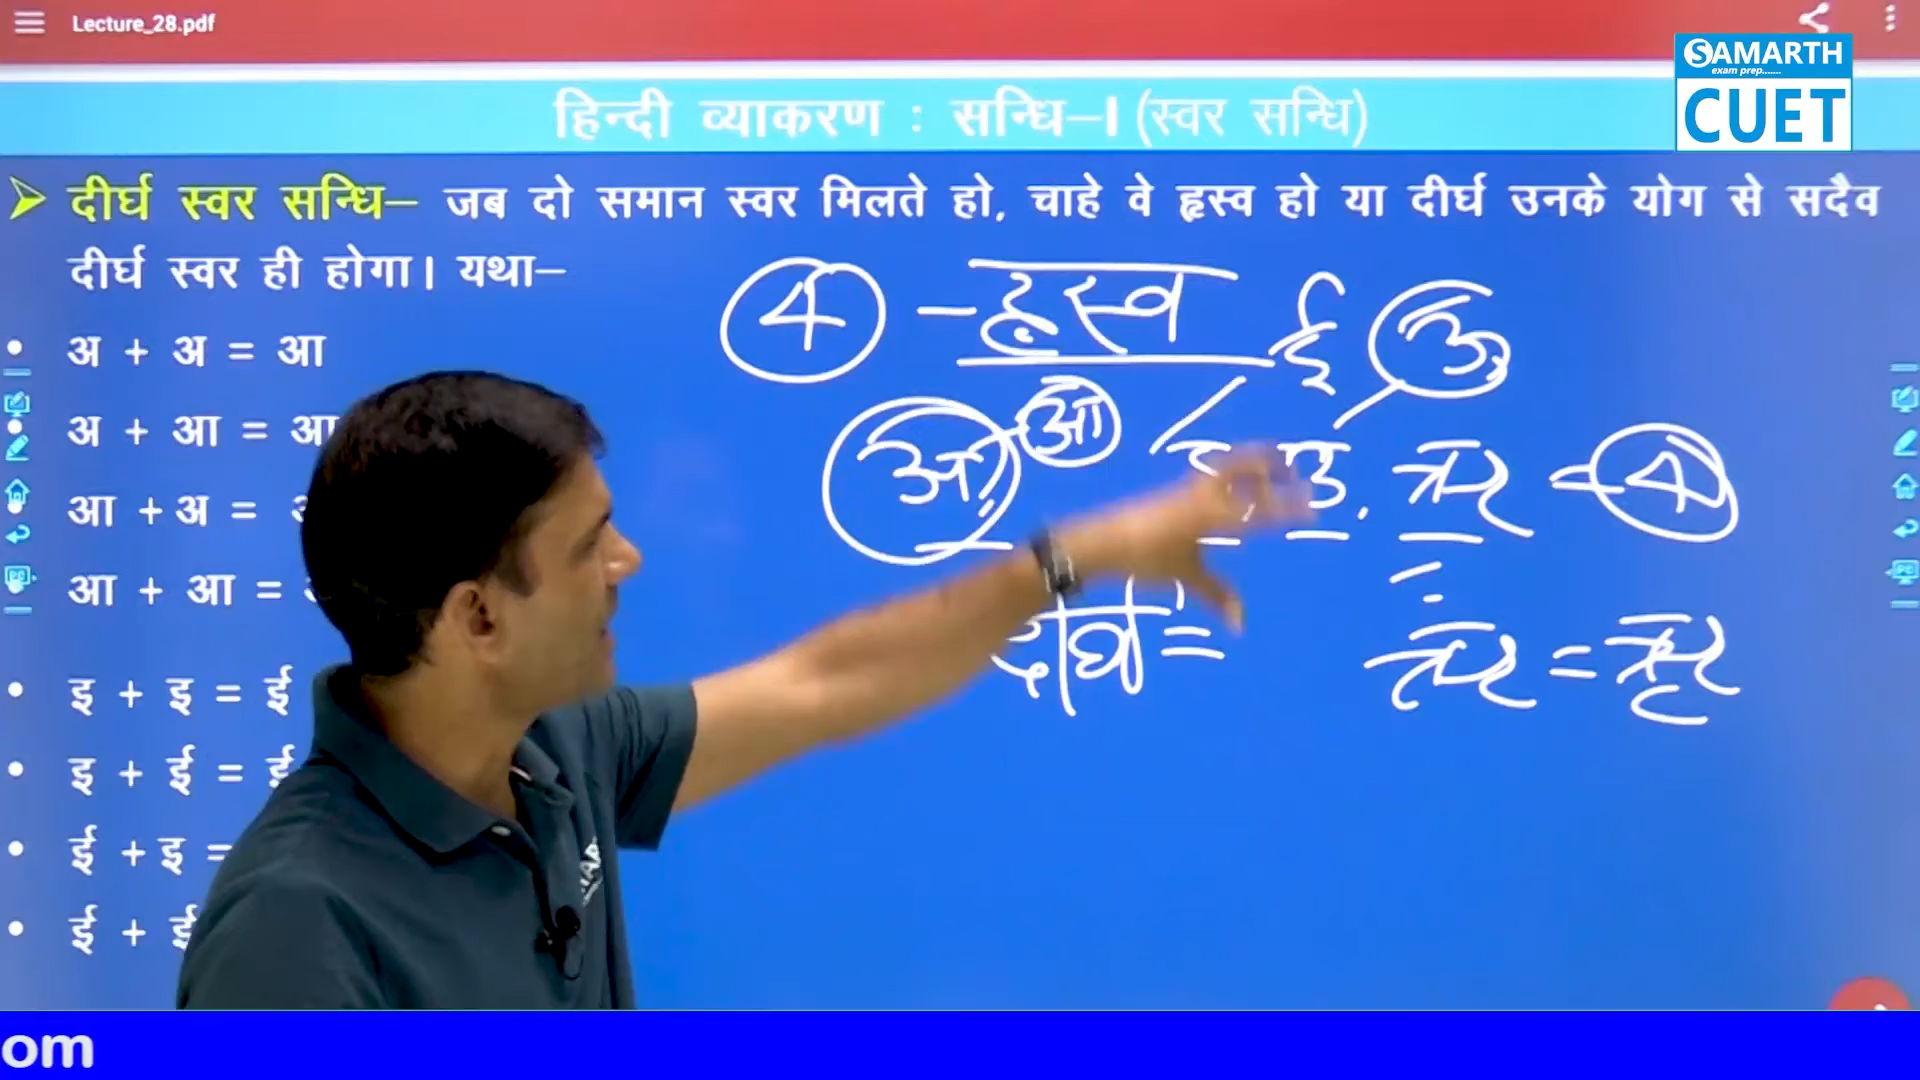 Lecture_28.pdf
SAMARTH
exam prep.......
CUET
हिन्दी व्याकरण : सन्धि–I (स्वर सन्धि)
दीर्घ स्वर सन्धि– जब दो समान स्वर मिलते हो, चाहे वे ह्रस्व हो या दीर्घ उनके योग से सदैव
दीर्घ स्वर ही होगा। यथा–
4 - ह्रस्व ई ऊ
अ + अ = आ
अ, आ उ, ऋ = 4
अ + आ = आ
आ + अ =
आ + आ =
दीर्घ = ऋ = ॠ
इ + इ = ई
इ + ई = ई
ई + इ =
ई + ई
om